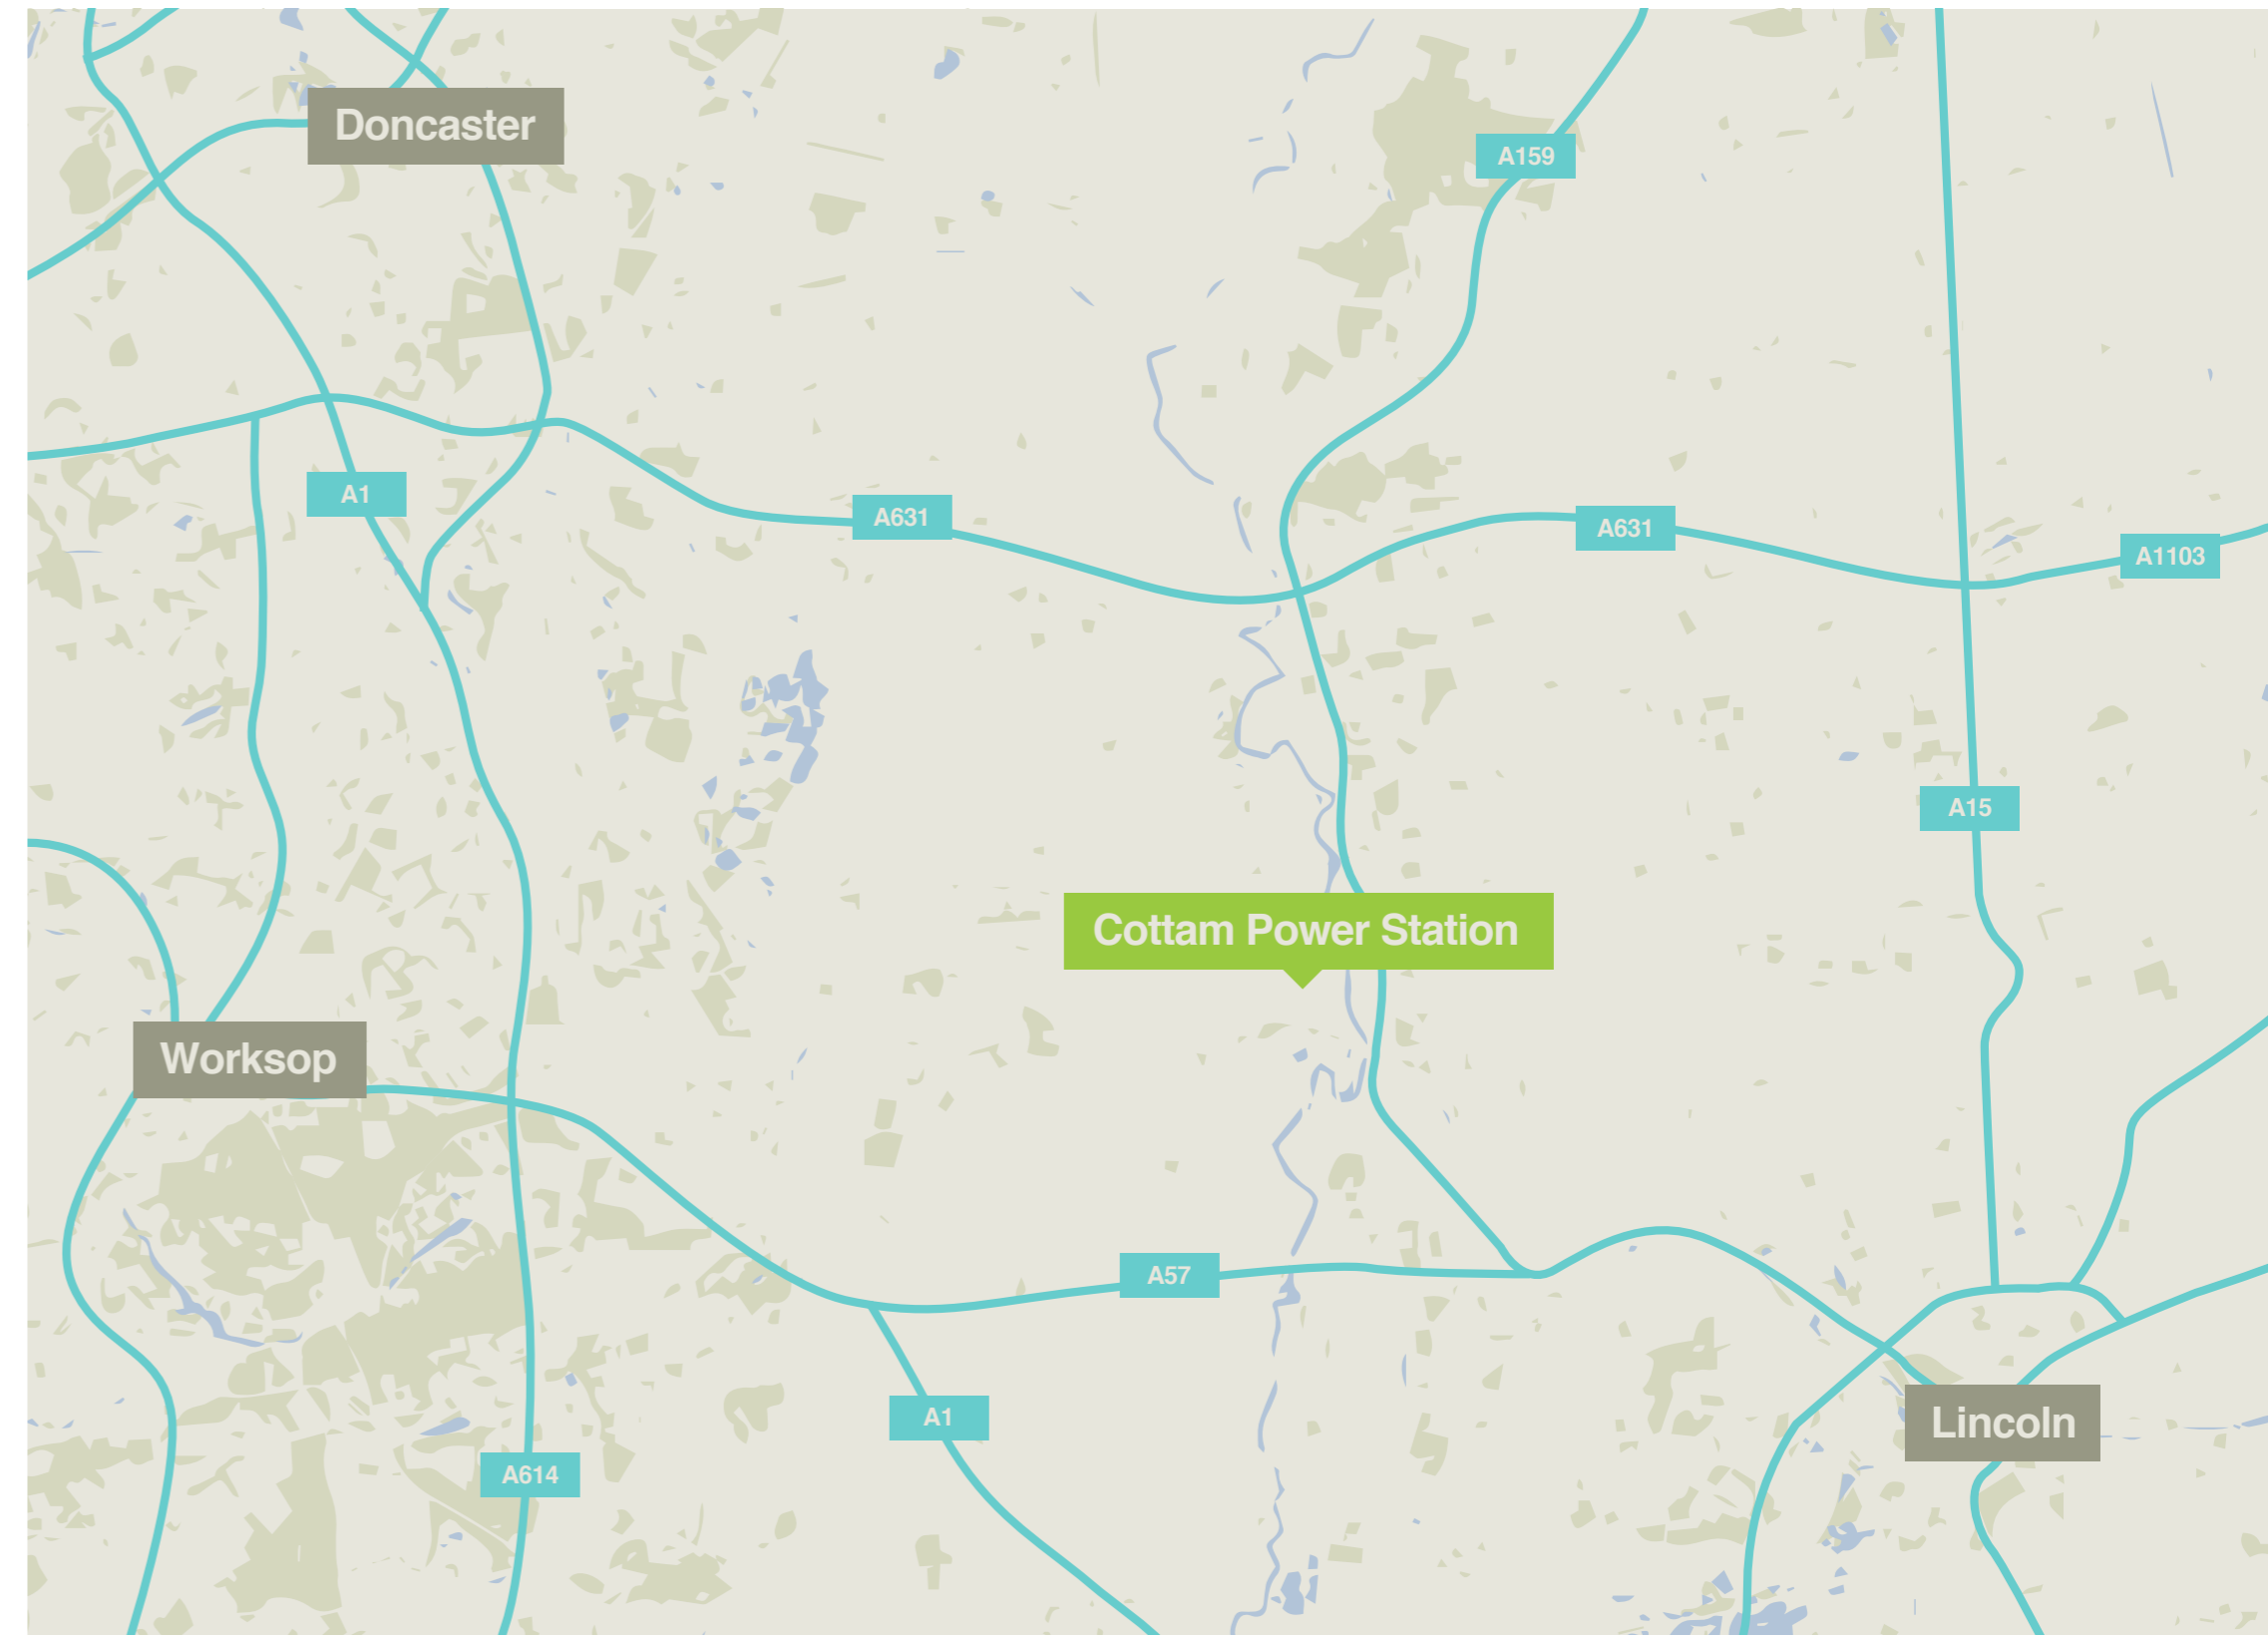 Doncaster
A159
A1
A631
A631
A1103
A15
Cottam Power Station
Worksop
A57
A1
Lincoln
A614